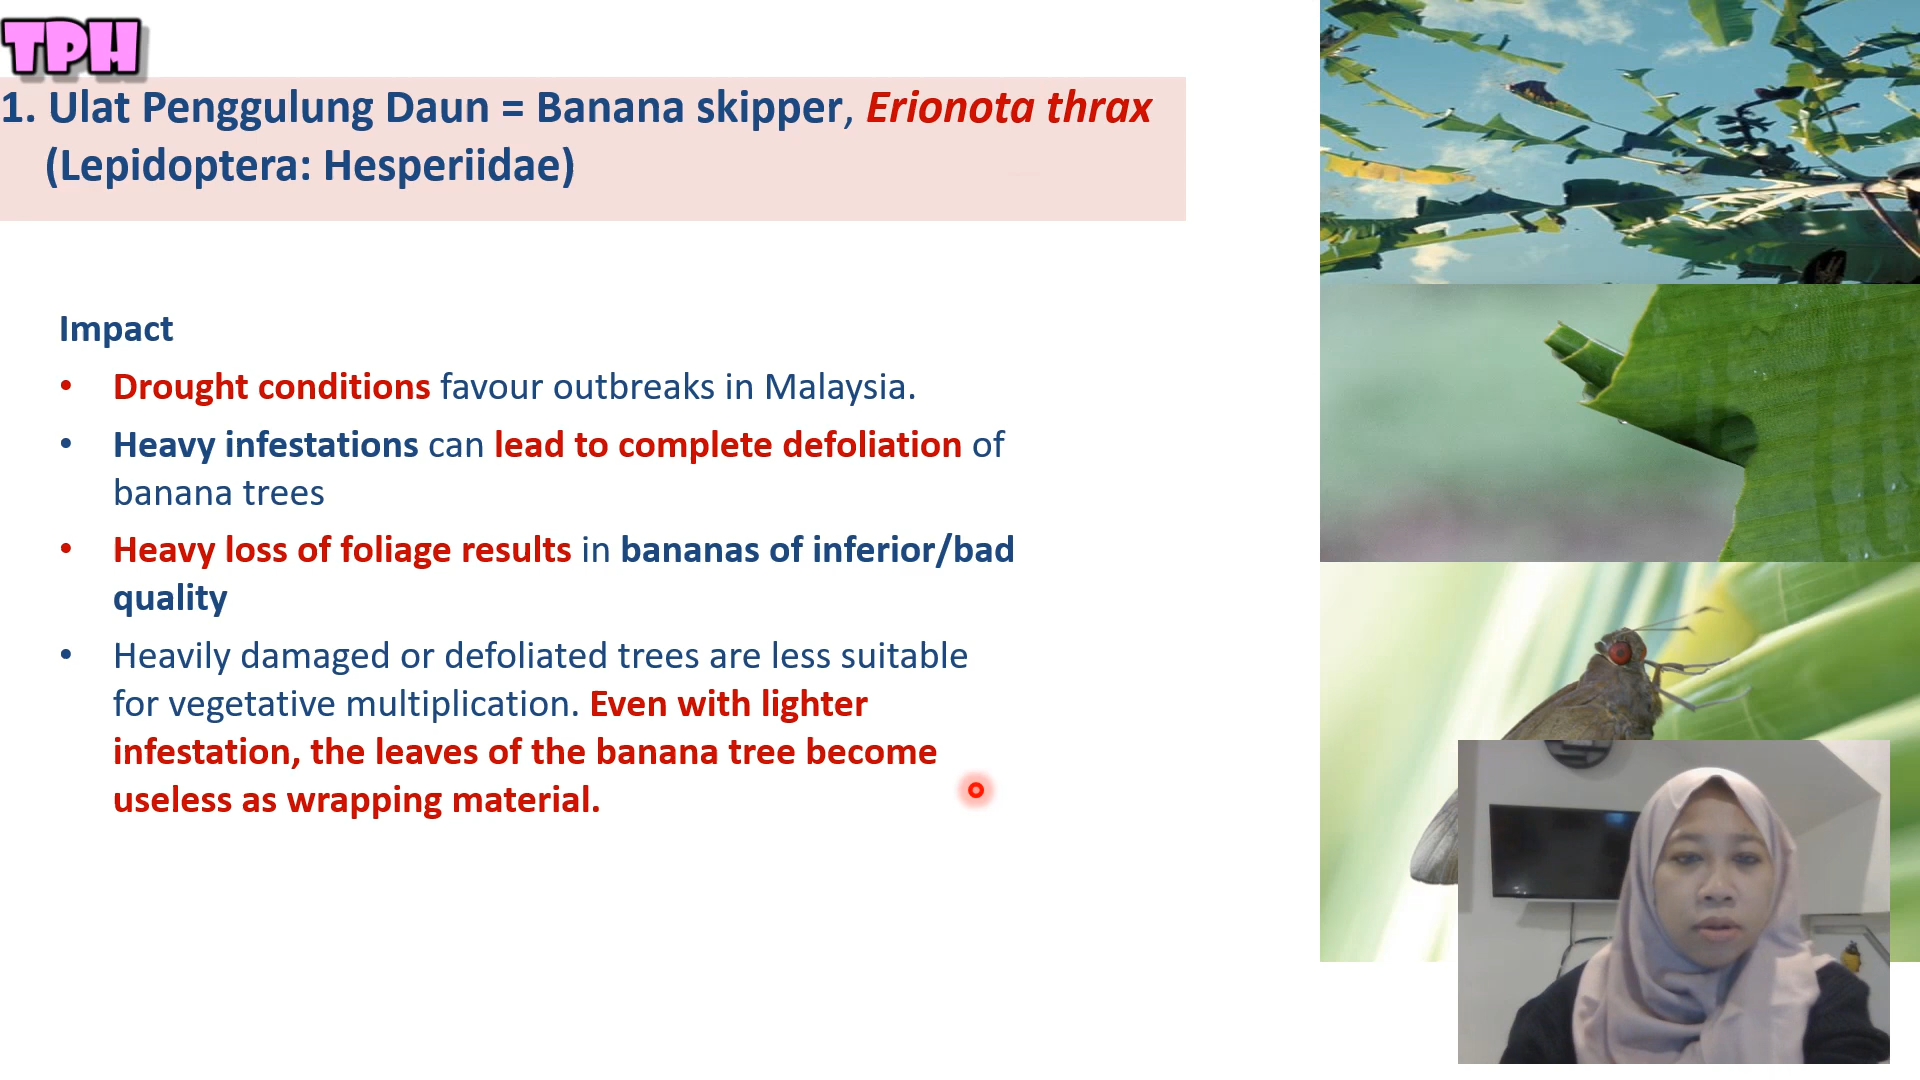 TPH
1. Ulat Penggulung Daun = Banana skipper, Erionota thrax
(Lepidoptera: Hesperiidae)
Impact
• Drought conditions favour outbreaks in Malaysia.
• Heavy infestations can lead to complete defoliation of
banana trees
• Heavy loss of foliage results in bananas of inferior/bad
quality
• Heavily damaged or defoliated trees are less suitable
for vegetative multiplication. Even with lighter
infestation, the leaves of the banana tree become
useless as wrapping material.